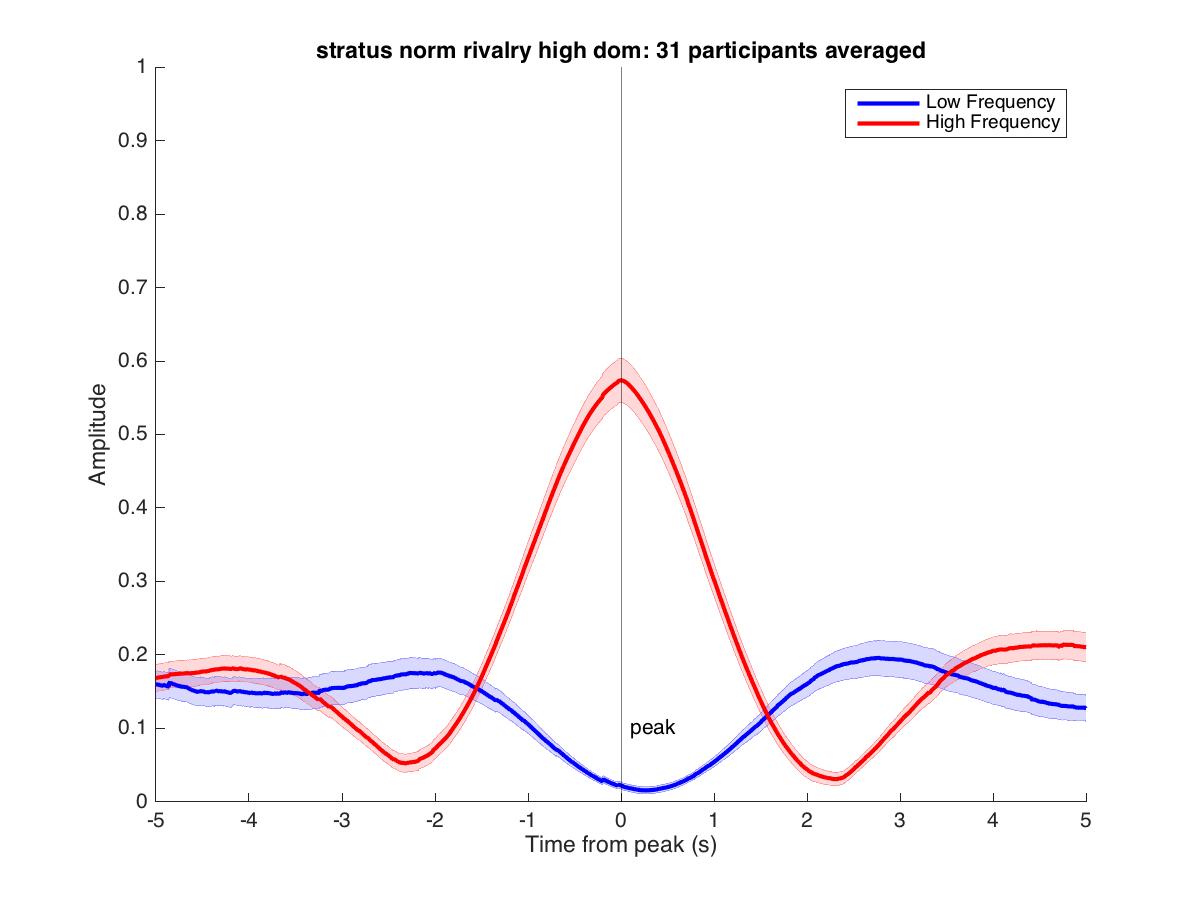 stratus norm rivalry high dom: 31 participants averaged
Low Frequency
High Frequency
Amplitude
1
0.9
0.8
0.7
0.6
0.5
0.4
0.3
0.2
0.1
0
peak
-5 -4 -3 -2 -1 0 1 2 3 4 5
Time from peak (s)